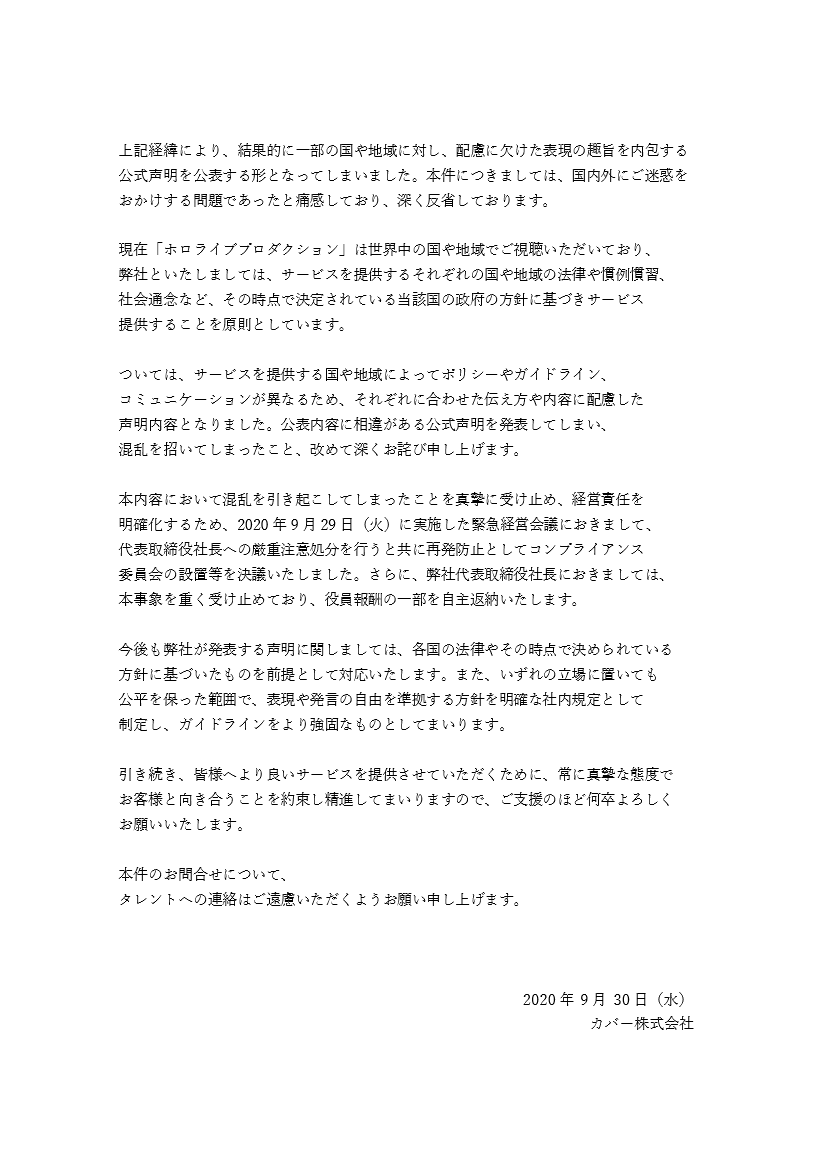 上記経緯により、結果的に一部の国や地域に対し、配慮に欠けた表現の趣旨を内包する
公式声明を公表する形となってしまいました。本件につきましては、国内外にご迷惑を
おかけする問題であったと痛感しており、深く反省しております。
現在「ホロライブプロダクション」は世界中の国や地域でご視聴いただいており、
弊社といたしましては、サービスを提供するそれぞれの国や地域の法律や慣例慣習、
社会通念など、その時点で決定されている当該国の政府の方針に基づきサービス
提供することを原則としています。
ついては、サービスを提供する国や地域によってポリシーやガイドライン、
コミュニケーションが異なるため、それぞれに合わせた伝え方や内容に配慮した
声明内容となりました。公表内容に相違がある公式声明を発表してしまい、
混乱を招いてしまったこと、改めて深くお詫び申し上げます。
本内容において混乱を引き起こしてしまったことを真摯に受け止め、経営責任を
明確化するため、2020年9月29日（火）に実施した緊急経営会議におきまして、
代表取締役社長への厳重注意処分を行うと共に再発防止としてコンプライアンス
委員会の設置等を決議いたしました。さらに、弊社代表取締役社長におきましては、
本事象を重く受け止めており、役員報酬の一部を自主返納いたします。
今後も弊社が発表する声明に関しましては、各国の法律やその時点で決められている
方針に基づいたものを前提として対応いたします。また、いずれの立場に置いても
公平を保った範囲で、表現や発言の自由を準拠する方針を明確な社内規定として
制定し、ガイドラインをより強固なものとしてまいります。
引き続き、皆様へより良いサービスを提供させていただくために、常に真摯な態度で
お客様と向き合うことを約束し精進してまいりますので、ご支援のほど何卒よろしく
お願いいたします。
本件のお問合せについて、
タレントへの連絡はご遠慮いただくようお願い申し上げます。
2020年 9月 30日（水）
カバー株式会社